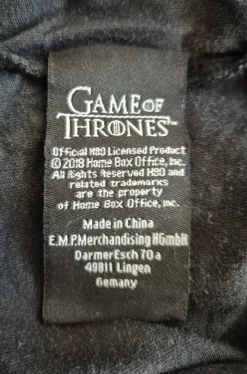 GAME OF
THRONES™
Official HBO Licensed Product
©2018 Home Box Office, Inc.
All Rights Reserved HBO and
related trademarks
are the property
of Home Box Office, Inc.
Made in China
E.M.P.Merchandising HGmbH
DarmerEsch 70a
49811 Lingen
Gemany